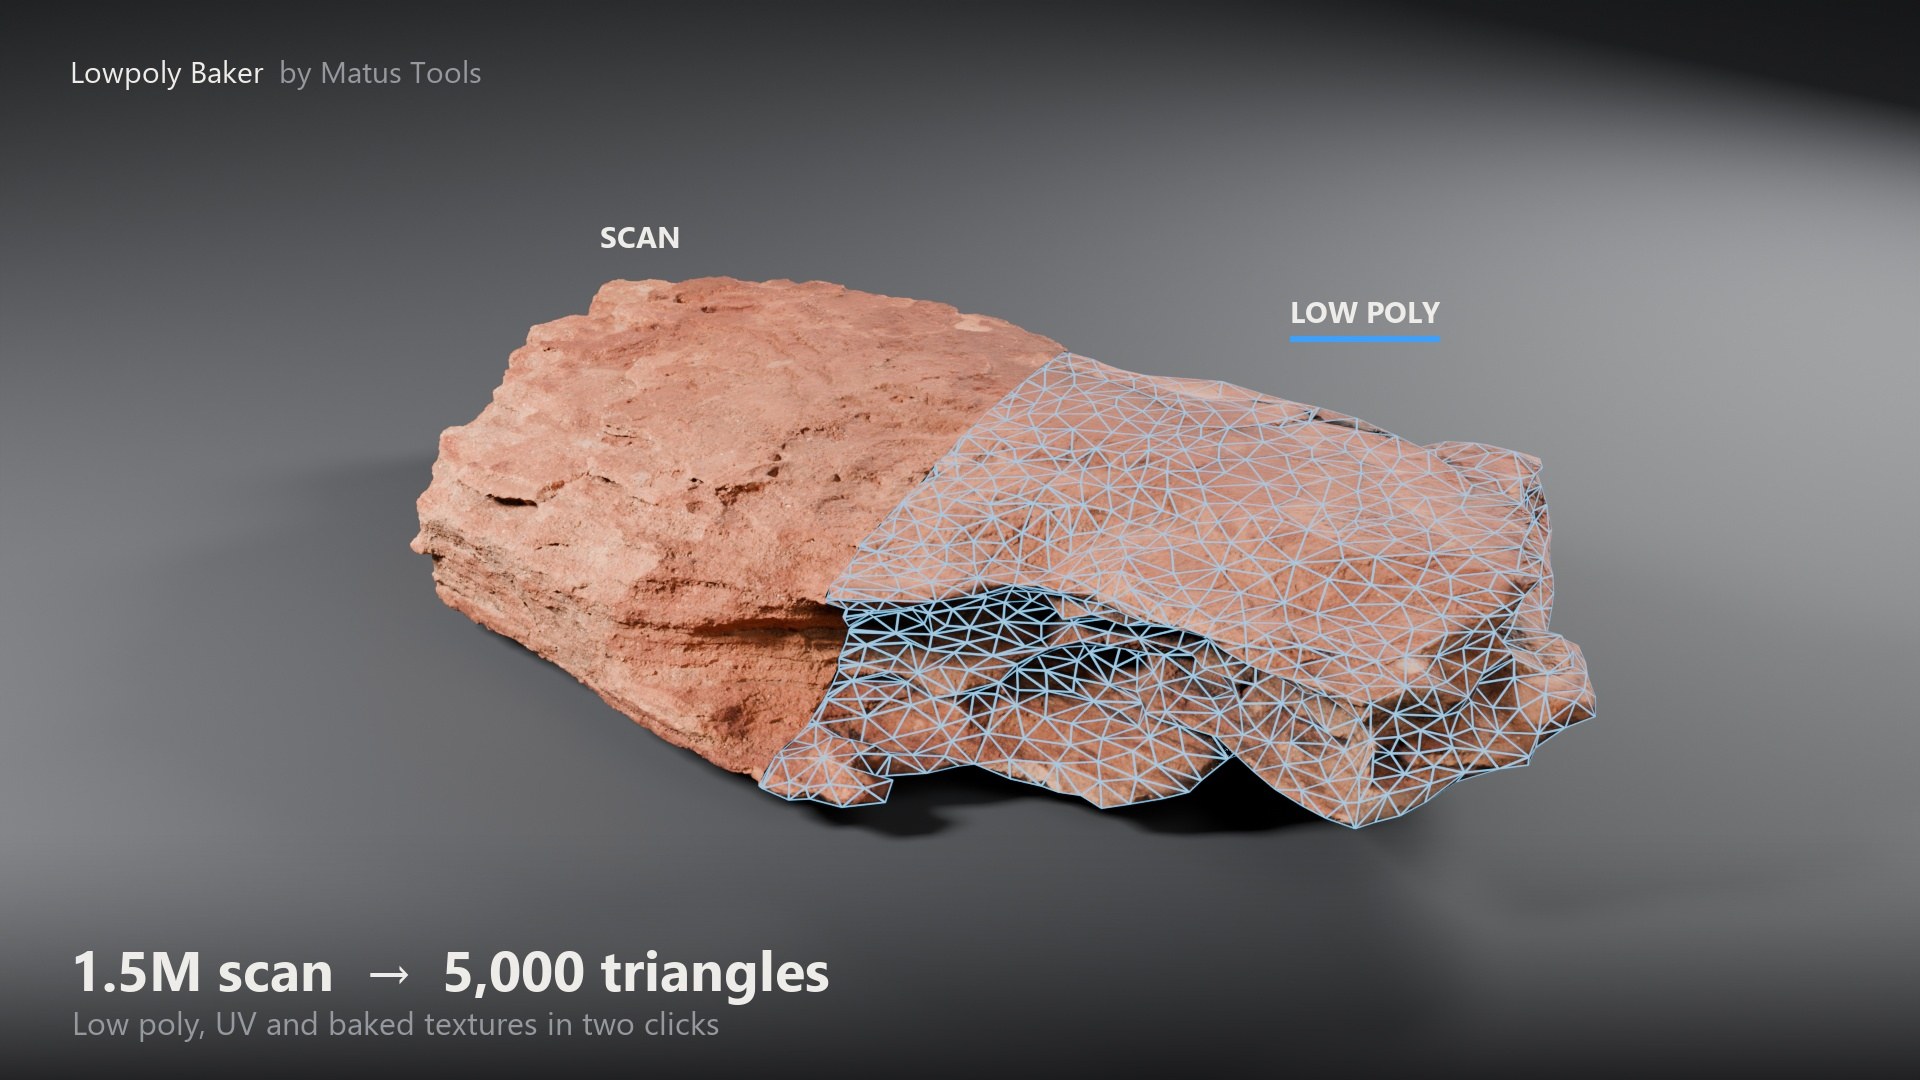 Lowpoly Baker by Matus Tools
SCAN
LOW POLY
1.5M scan → 5,000 triangles
Low poly, UV and baked textures in two clicks